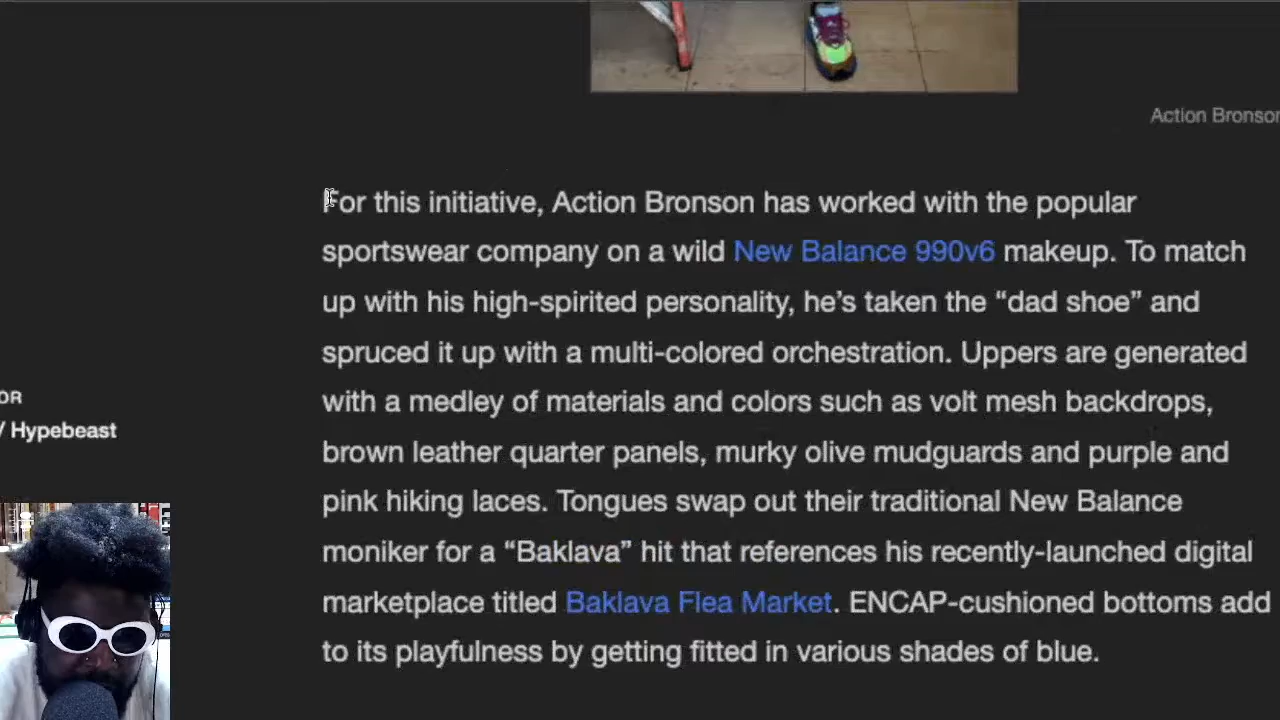 Action Bronson
For this initiative, Action Bronson has worked with the popular
sportswear company on a wild New Balance 990v6 makeup. To match
up with his high-spirited personality, he’s taken the “dad shoe” and
spruced it up with a multi-colored orchestration. Uppers are generated
with a medley of materials and colors such as volt mesh backdrops,
OR
brown leather quarter panels, murky olive mudguards and purple and
/ Hypebeast
pink hiking laces. Tongues swap out their traditional New Balance
moniker for a “Baklava” hit that references his recently-launched digital
marketplace titled Baklava Flea Market. ENCAP-cushioned bottoms add
to its playfulness by getting fitted in various shades of blue.